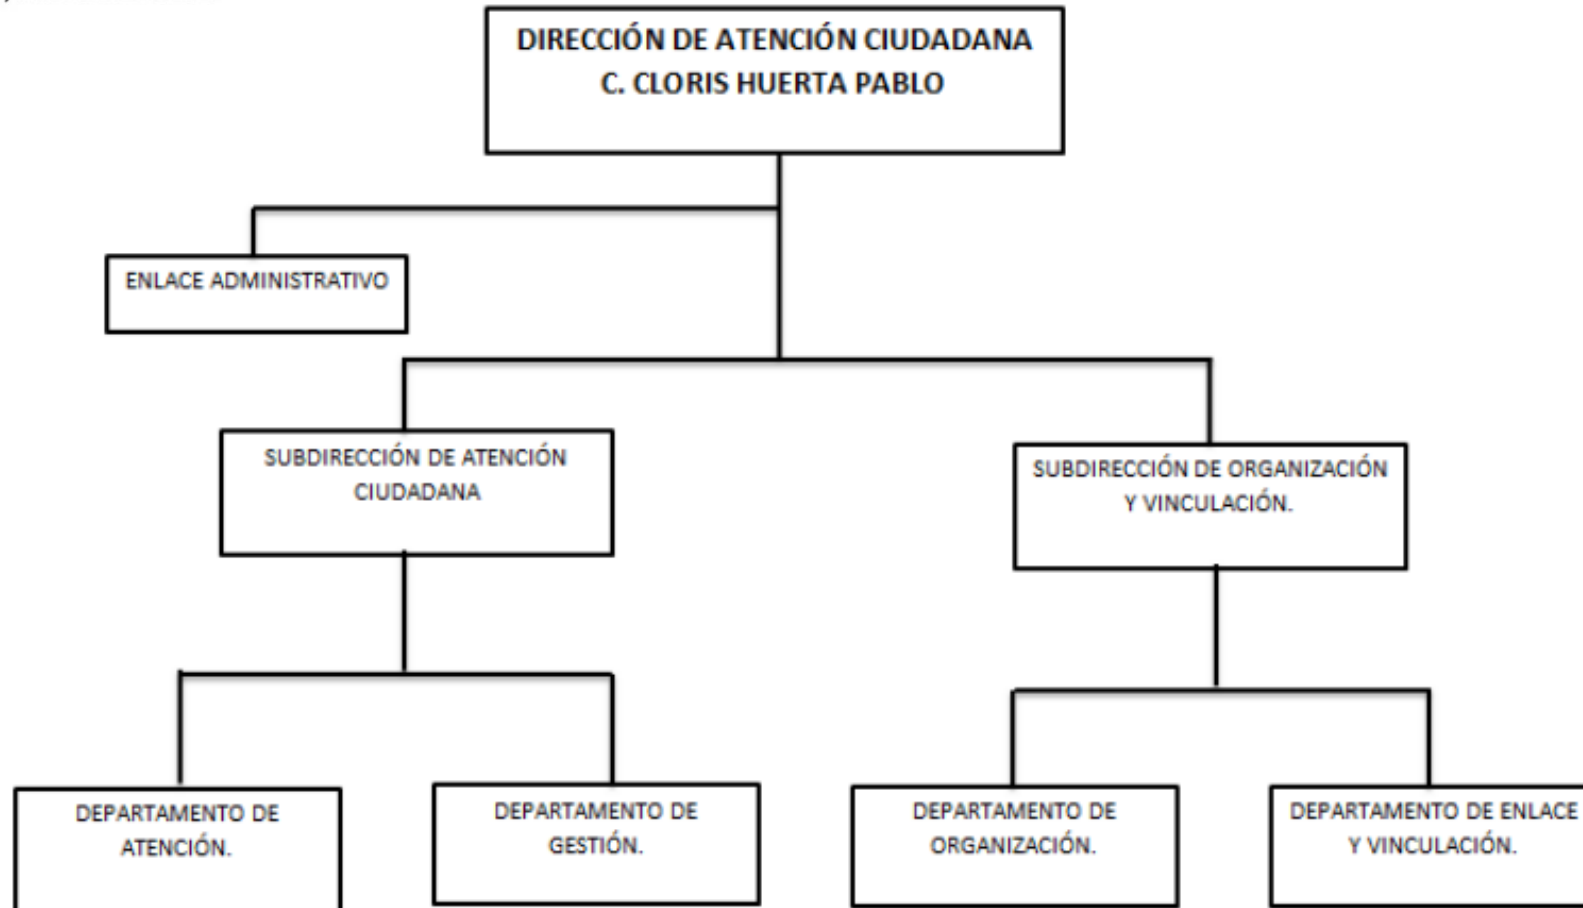 DIRECCIÓN DE ATENCIÓN CIUDADANA
C. CLORIS HUERTA PABLO
ENLACE ADMINISTRATIVO
SUBDIRECCIÓN DE ATENCIÓN
CIUDADANA
SUBDIRECCIÓN DE ORGANIZACIÓN
Y VINCULACIÓN.
DEPARTAMENTO DE
ATENCIÓN.
DEPARTAMENTO DE
GESTIÓN.
DEPARTAMENTO DE
ORGANIZACIÓN.
DEPARTAMENTO DE ENLACE
Y VINCULACIÓN.